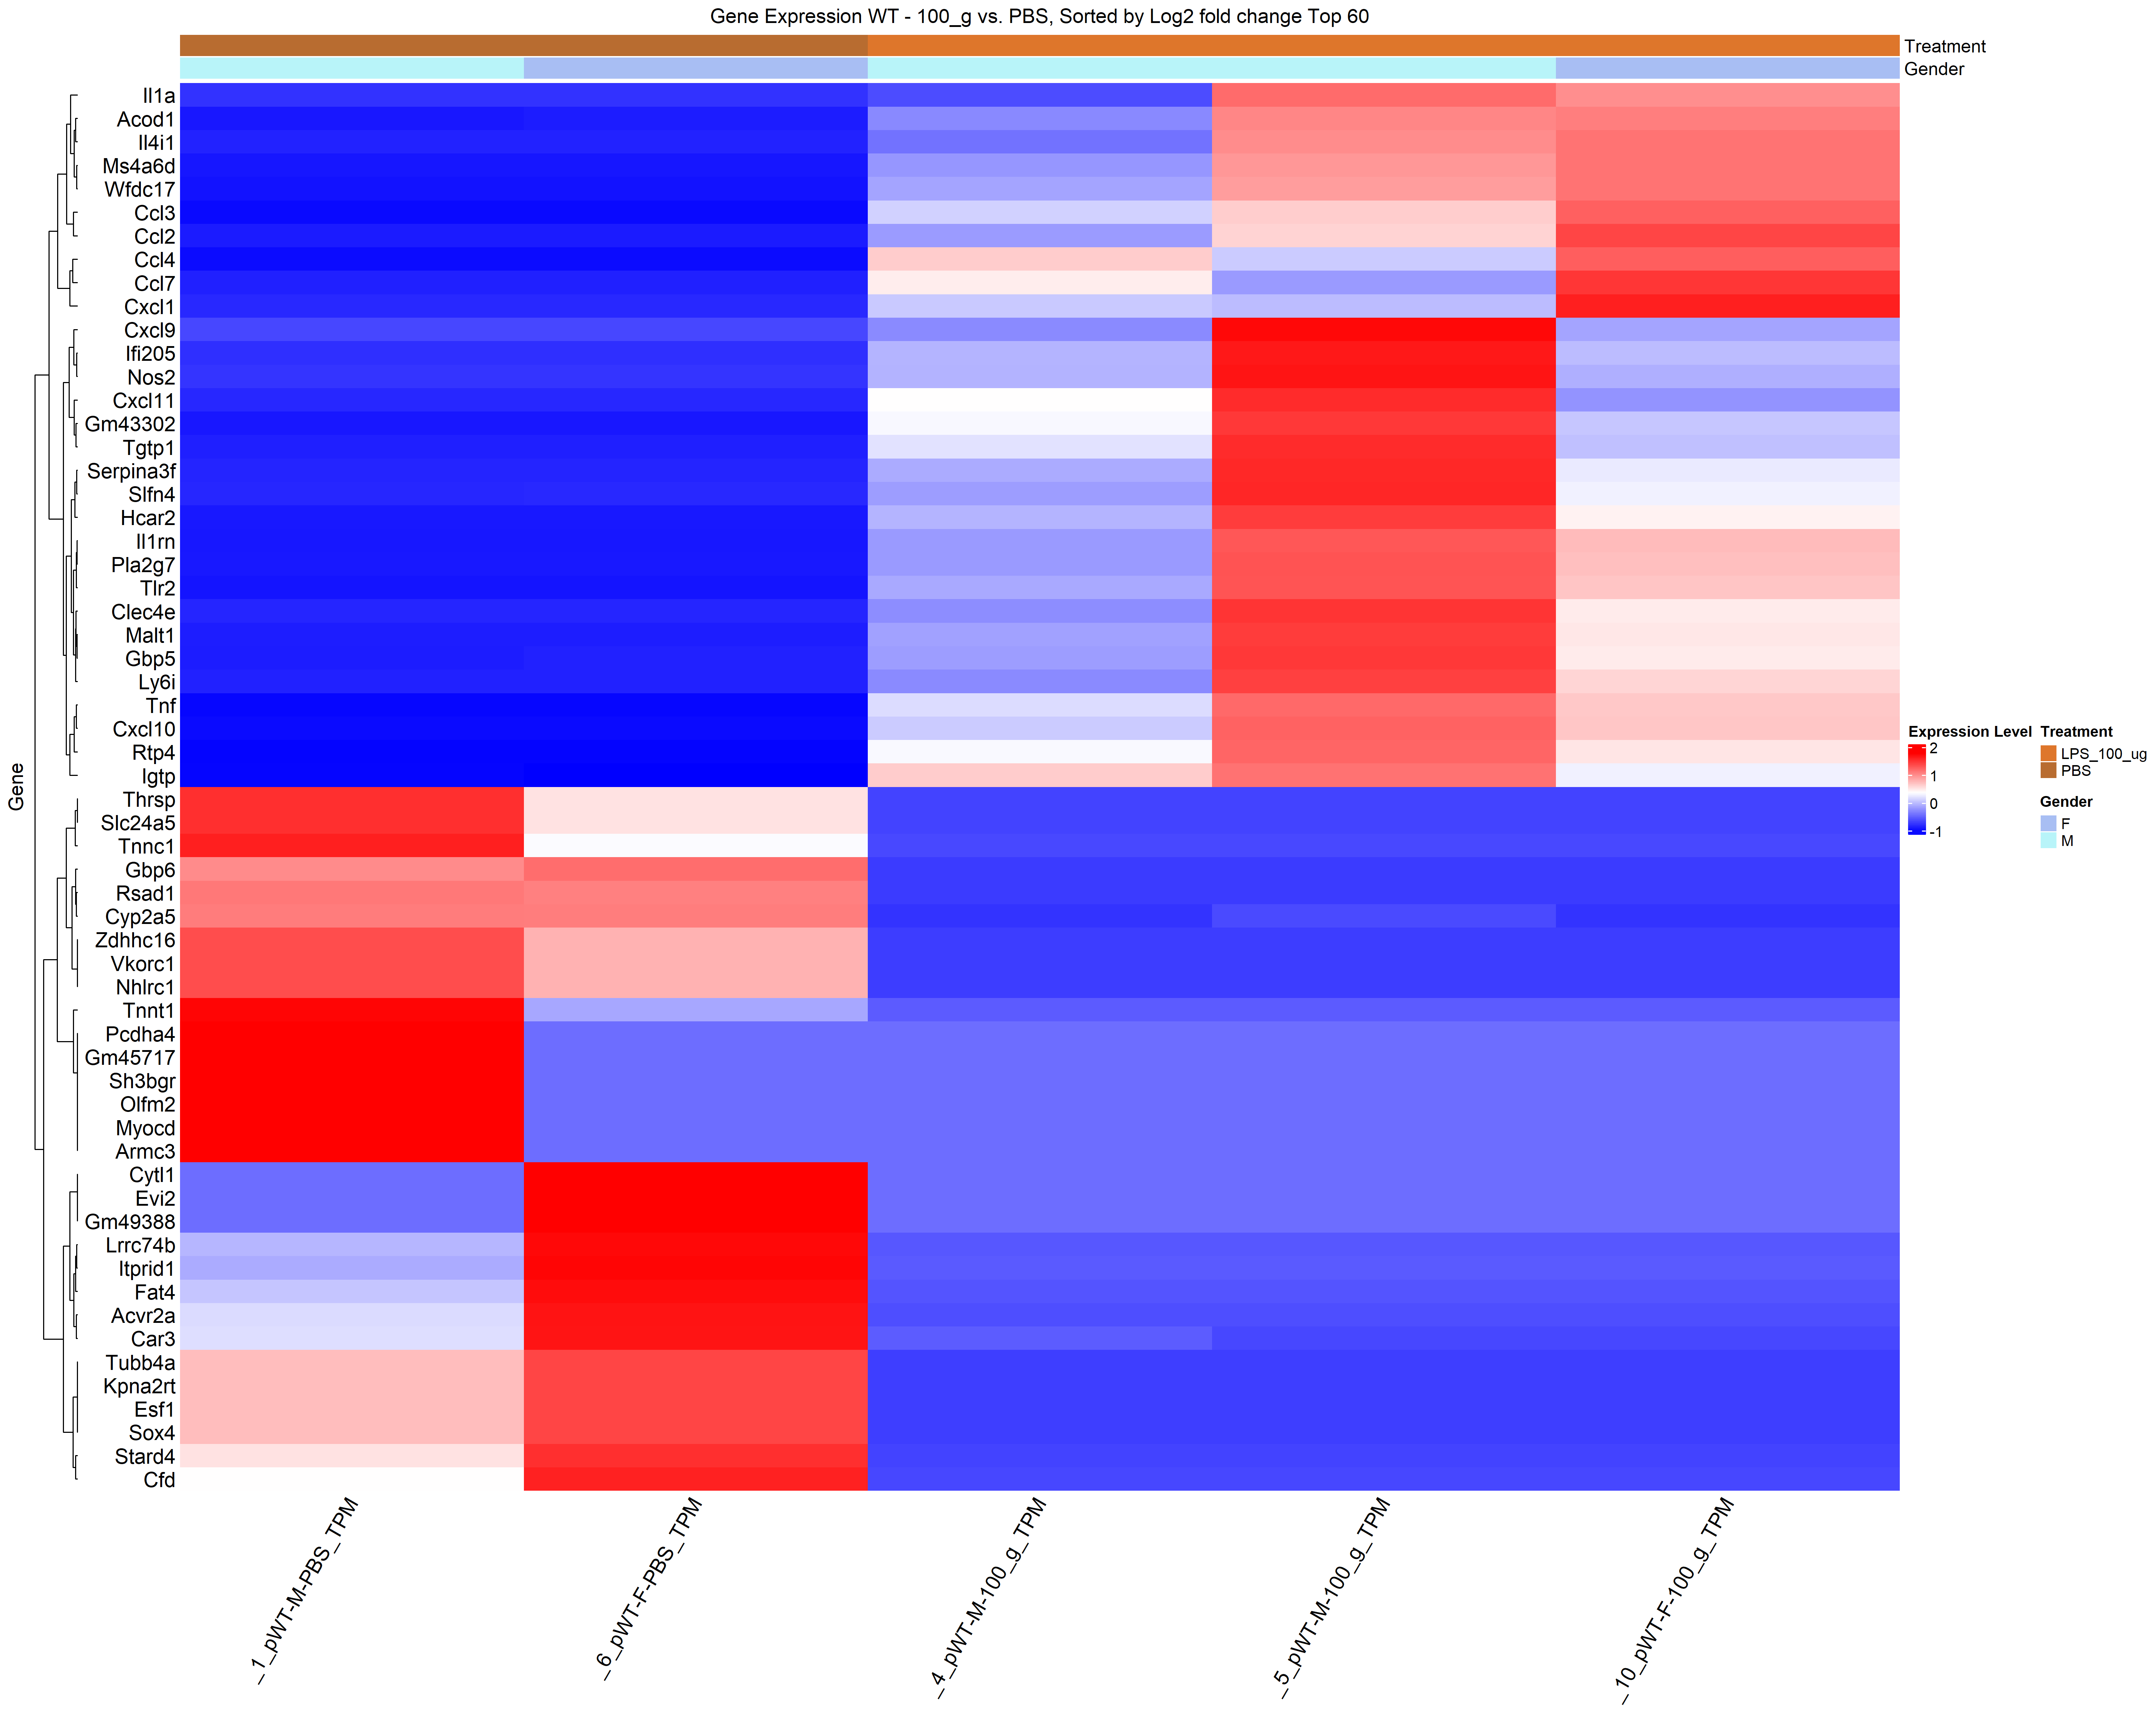 Gene Expression WT - 100_g vs. PBS, Sorted by Log2 fold change Top 60
Treatment
Gender
Gene
Il1a
Acod1
Il4i1
Ms4a6d
Wfdc17
Ccl3
Ccl2
Ccl4
Ccl7
Cxcl1
Cxcl9
Ifi205
Nos2
Cxcl11
Gm43302
Tgtp1
Serpina3f
Slfn4
Hcar2
Il1rn
Pla2g7
Tlr2
Clec4e
Malt1
Gbp5
Ly6i
Tnf
Cxcl10
Rtp4
Igtp
Thrsp
Slc24a5
Tnnc1
Gbp6
Rsad1
Cyp2a5
Zdhhc16
Vkorc1
Nhlrc1
Tnnt1
Pcdha4
Gm45717
Sh3bgr
Olfm2
Myocd
Armc3
Cytl1
Evi2
Gm49388
Lrrc74b
Itprid1
Fat4
Acvr2a
Car3
Tubb4a
Kpna2rt
Esf1
Sox4
Stard4
Cfd
_1_pWT-M-PBS_TPM
_6_pWT-F-PBS_TPM
_4_pWT-M-100_g_TPM
_5_pWT-M-100_g_TPM
_10_pWT-F-100_g_TPM
Expression Level
2
1
0
-1
Treatment
LPS_100_ug
PBS
Gender
F
M